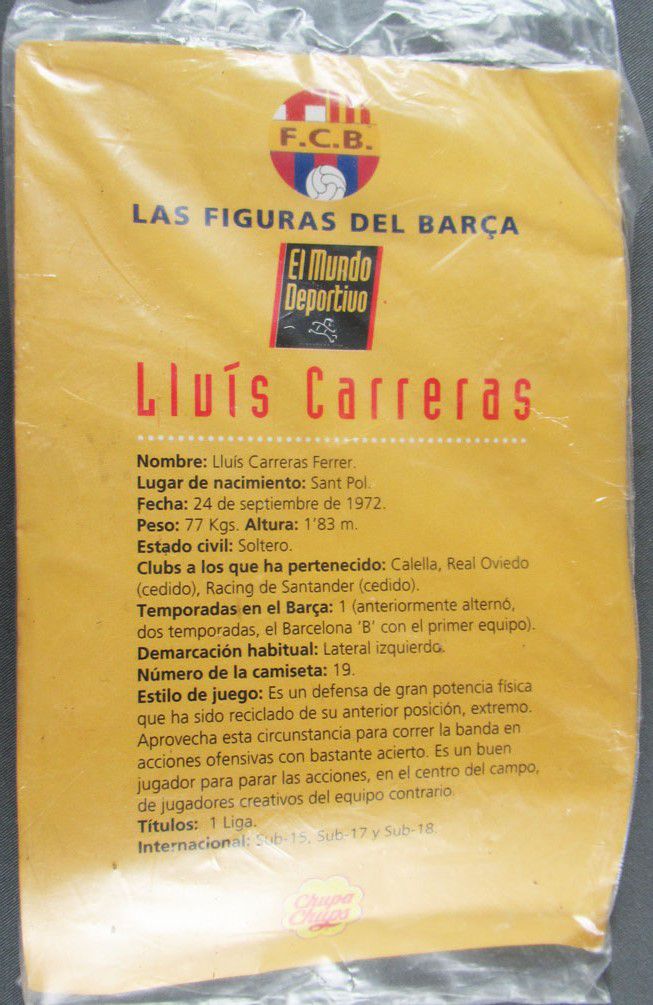 F.C.B.
LAS FIGURAS DEL BARÇA
El Mundo
Deportivo
Lluís Carreras
Nombre: Lluís Carreras Ferrer.
Lugar de nacimiento: Sant Pol.
Fecha: 24 de septiembre de 1972.
Peso: 77 Kgs. Altura: 1'83 m.
Estado civil: Soltero.
Clubs a los que ha pertenecido: Calella, Real Oviedo
(cedido), Racing de Santander (cedido).
Temporadas en el Barça: 1 (anteriormente alternó,
dos temporadas, el Barcelona 'B' con el primer equipo).
Demarcación habitual: Lateral izquierdo.
Número de la camiseta: 19.
Estilo de juego: Es un defensa de gran potencia física
que ha sido reciclado de su anterior posición, extremo.
Aprovecha esta circunstancia para correr la banda en
acciones ofensivas con bastante acierto. Es un buen
jugador para parar las acciones, en el centro del campo,
de jugadores creativos del equipo contrario.
Títulos: 1 Liga.
Internacional: Sub-15, Sub-17 y Sub-18.
Chupa
Chups